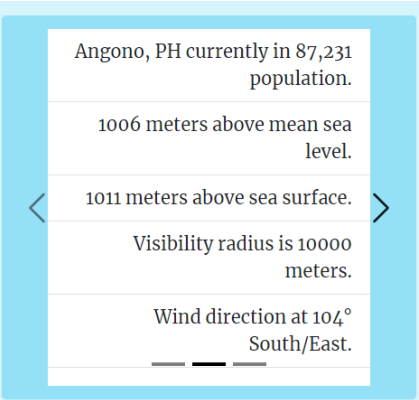 Angono, PH currently in 87,231
population.
1006 meters above mean sea
level.
1011 meters above sea surface.
Visibility radius is 10000
meters.
Wind direction at 104°
South/East.